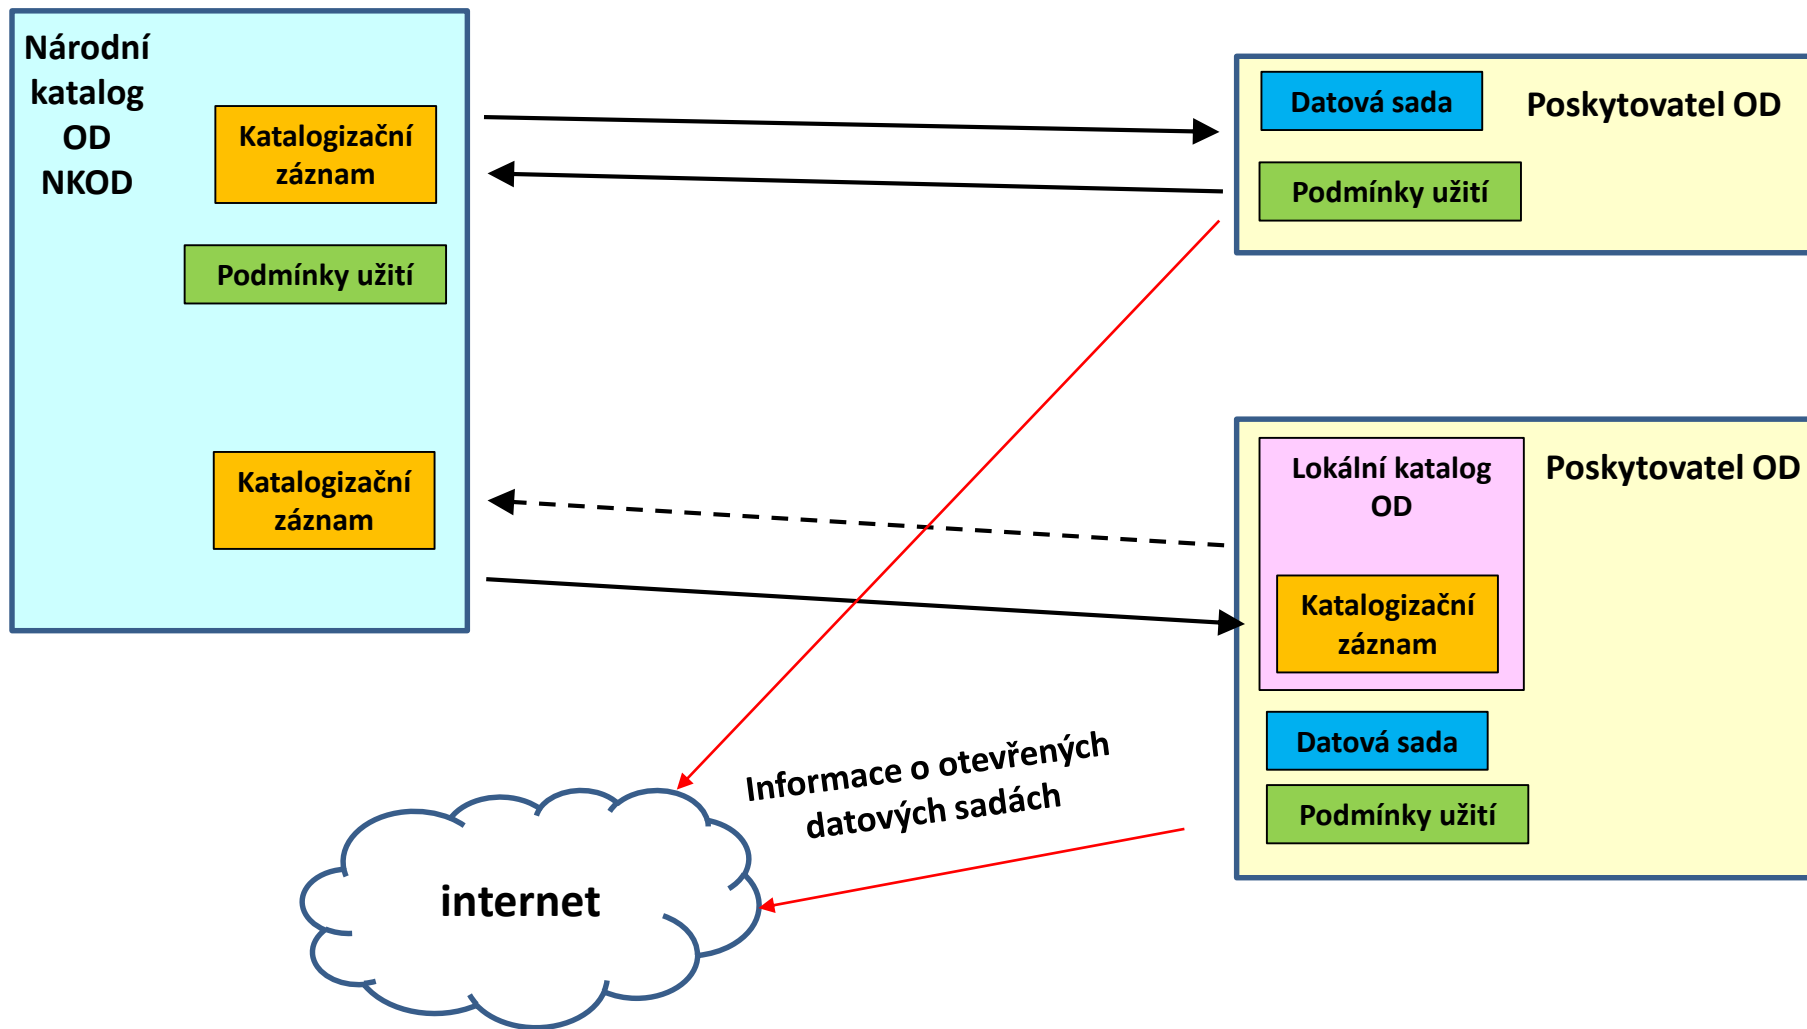 Národní
katalog
OD
NKOD
Katalogizační
záznam
Podmínky užití
Katalogizační
záznam
Datová sada
Poskytovatel OD
Podmínky užití
Lokální katalog
OD
Poskytovatel OD
Katalogizační
záznam
Datová sada
Podmínky užití
Informace o otevřených
datových sadách
internet